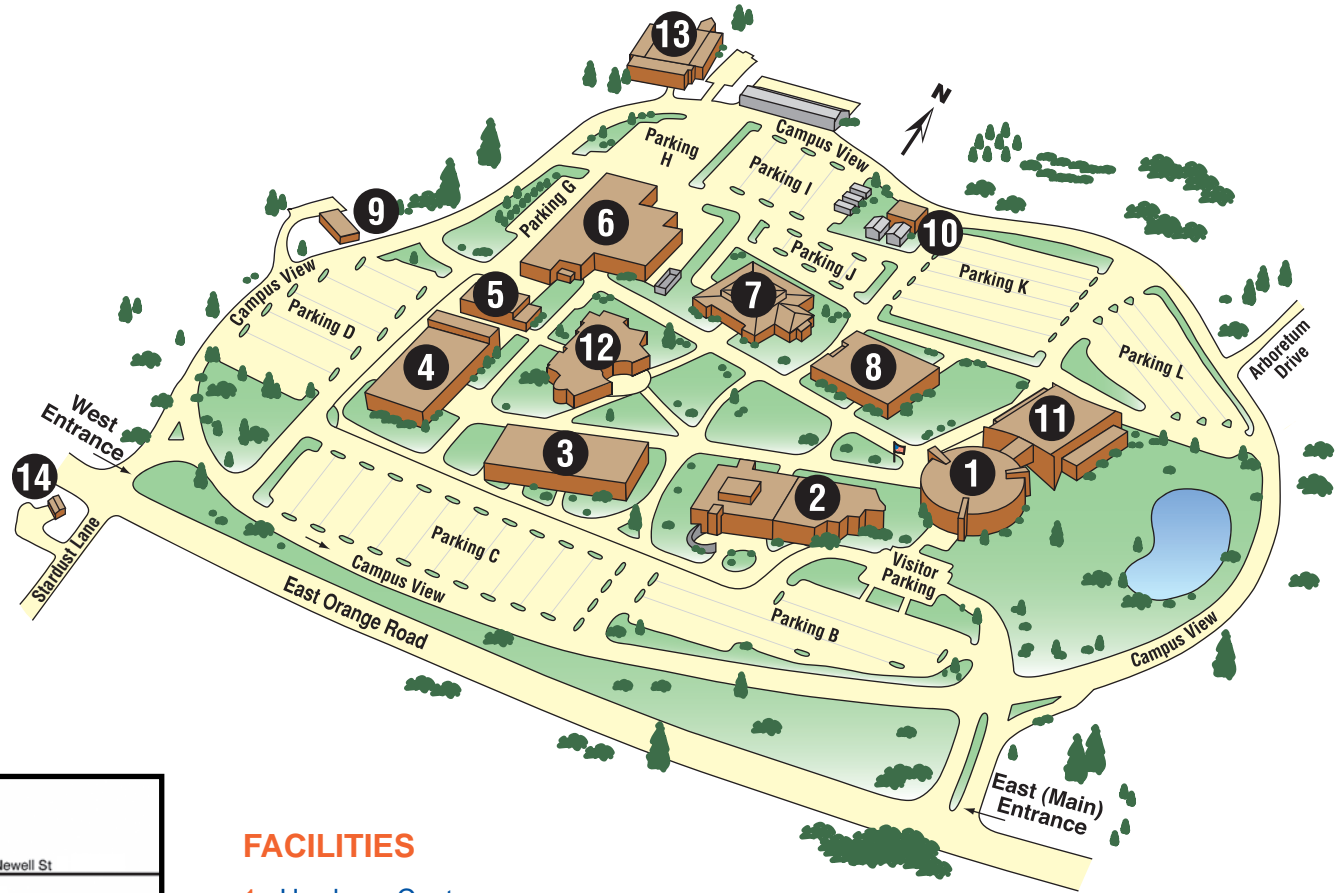 13
N
Parking
H
Campus View
Parking I
Parking G
9
6
10
Campus View
Parking J
Parking K
5
7
Parking D
12
Parking L
Arboretum
Drive
4
8
West
Entrance
11
3
1
14
2
Parking C
Visitor
Parking
Stardust Lane
Campus View
East Orange Road
Parking B
Campus View
East (Main)
Entrance
FACILITIES
Newell St